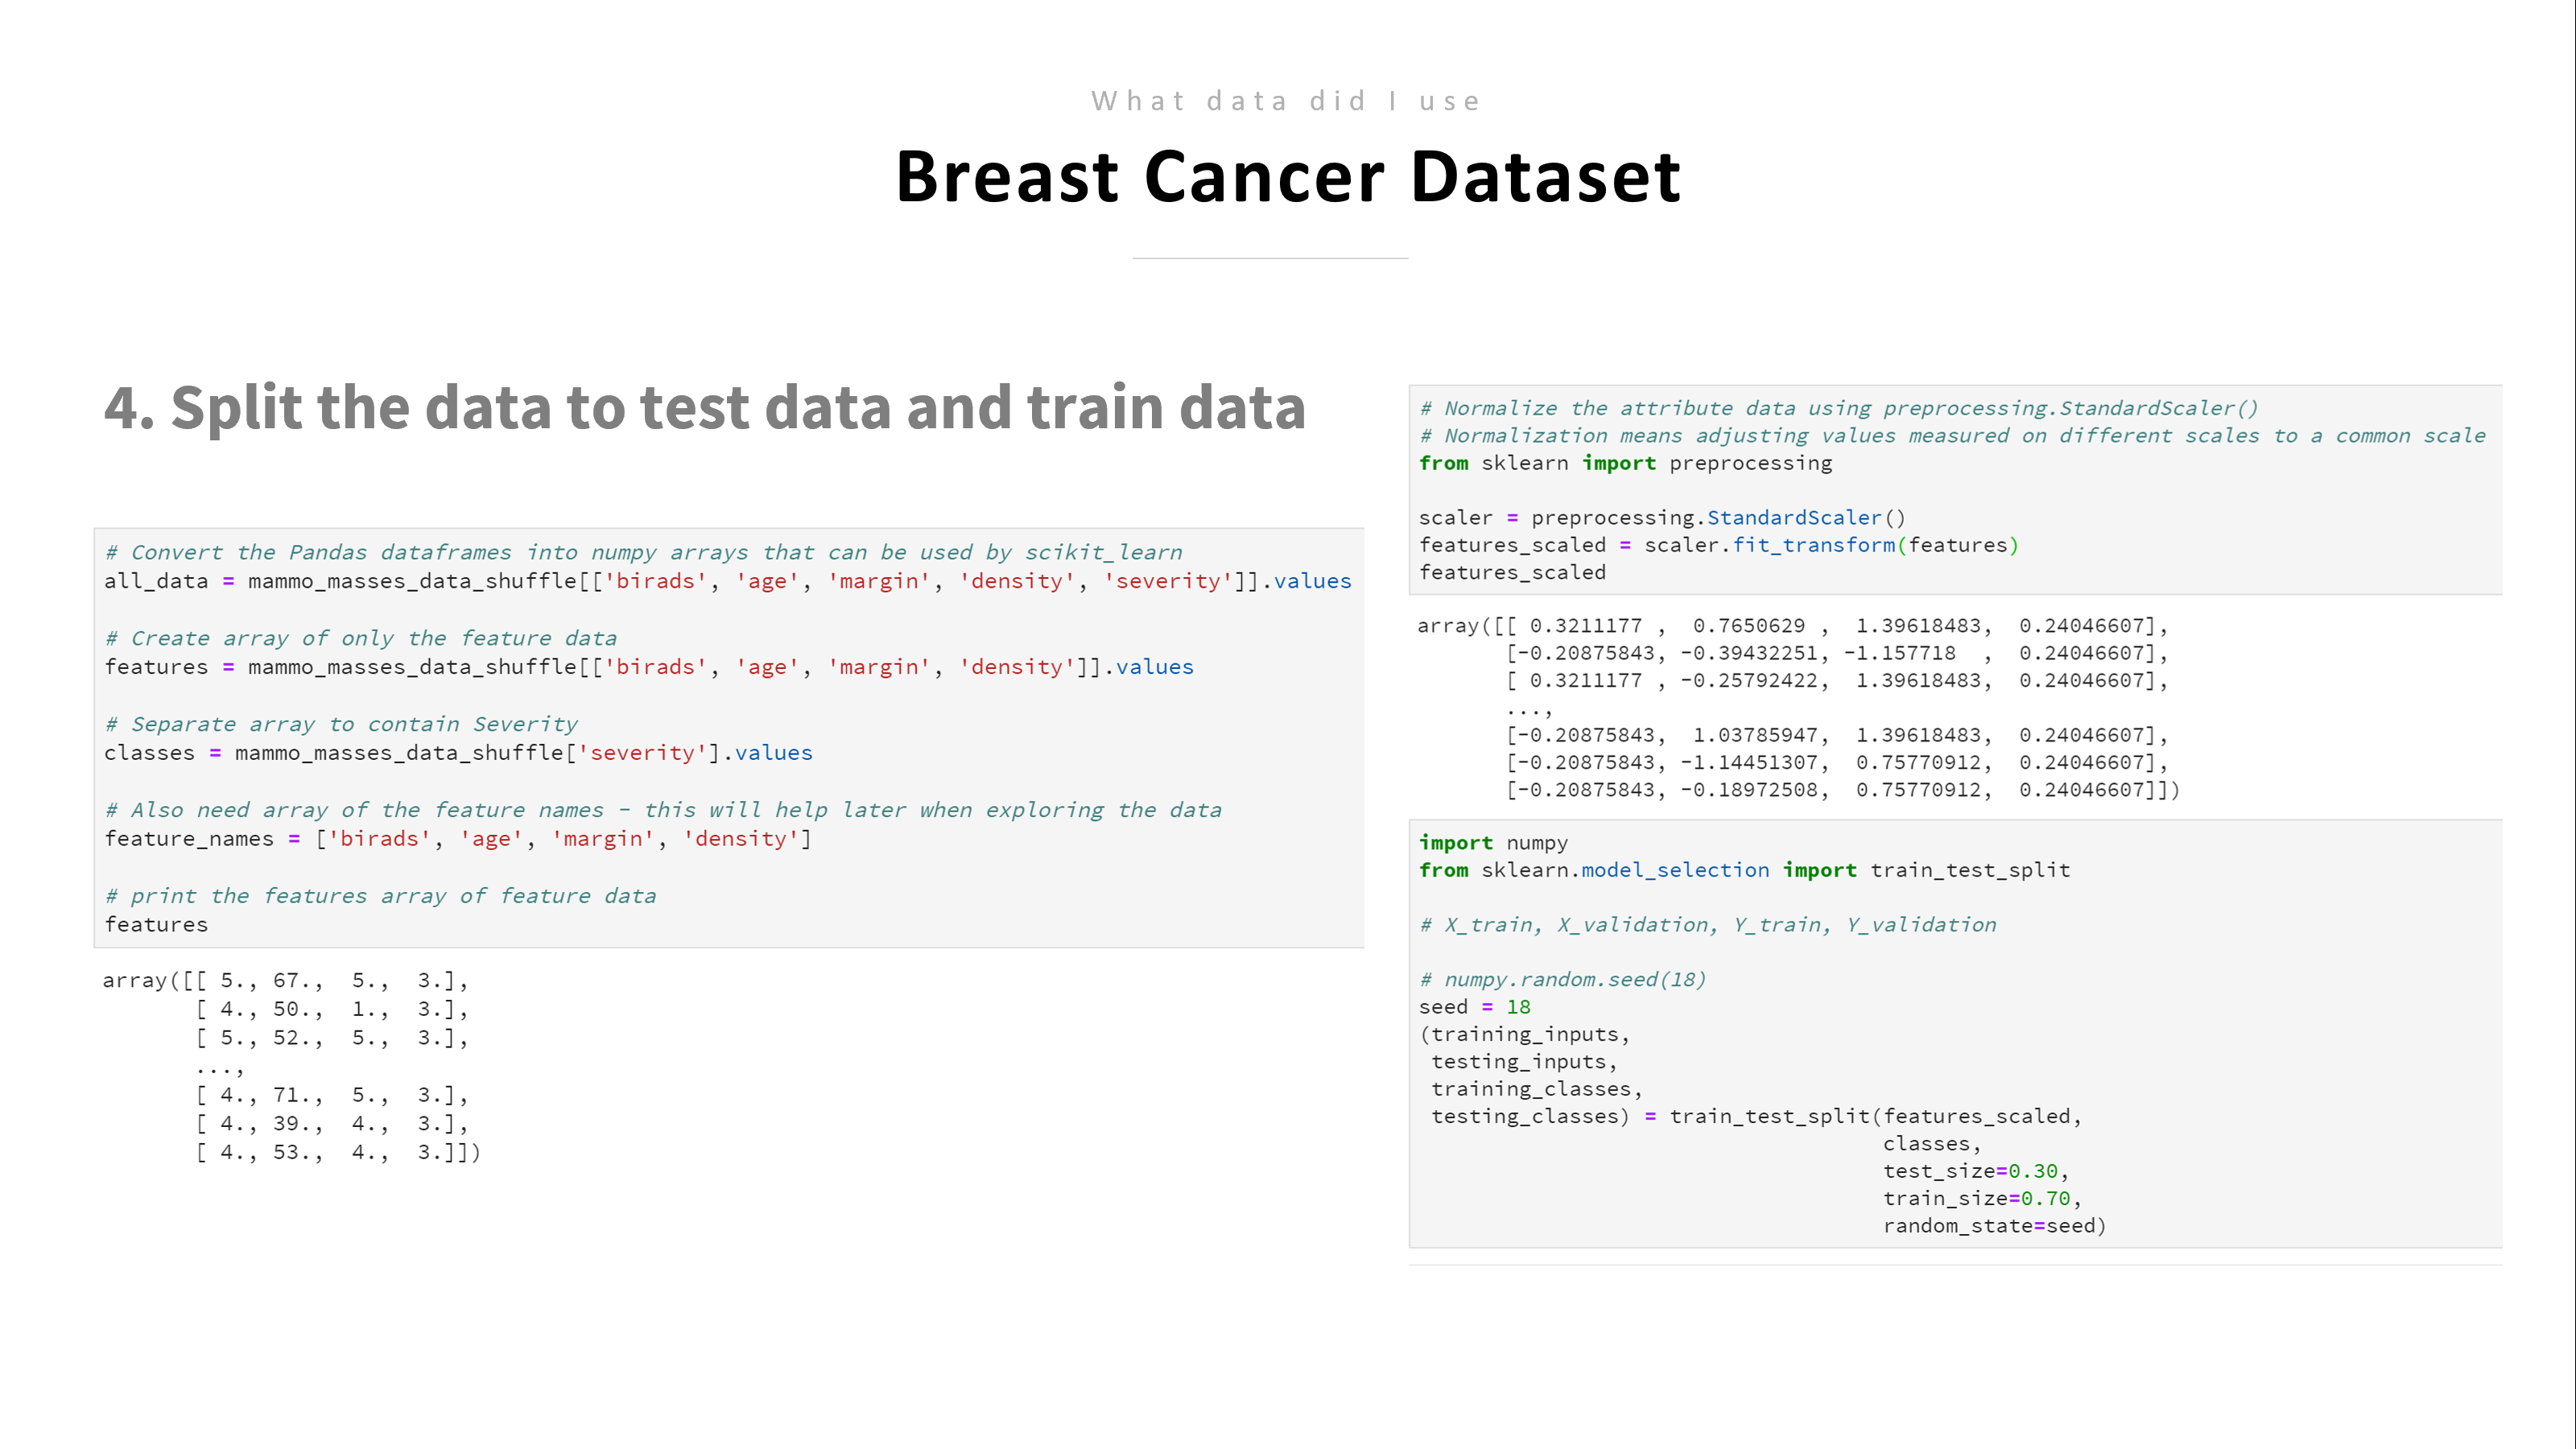 What data did I use
Breast Cancer Dataset
4. Split the data to test data and train data
# Convert the Pandas dataframes into numpy arrays that can be used by scikit_learn
all_data = mammo_masses_data_shuffle[['birads', 'age', 'margin', 'density', 'severity']].values
# Create array of only the feature data
features = mammo_masses_data_shuffle[['birads', 'age', 'margin', 'density']].values
# Separate array to contain Severity
classes = mammo_masses_data_shuffle['severity'].values
# Also need array of the feature names - this will help later when exploring the data
feature_names = ['birads', 'age', 'margin', 'density']
# print the features array of feature data
features
array([[ 5., 67.,  5.,  3.],
       [ 4., 50.,  1.,  3.],
       [ 5., 52.,  5.,  3.],
       ...,
       [ 4., 71.,  5.,  3.],
       [ 4., 39.,  4.,  3.],
       [ 4., 53.,  4.,  3.]])
# Normalize the attribute data using preprocessing.StandardScaler()
# Normalization means adjusting values measured on different scales to a common scale
from sklearn import preprocessing
scaler = preprocessing.StandardScaler()
features_scaled = scaler.fit_transform(features)
features_scaled
array([[ 0.3211177 ,  0.7650629 ,  1.39618483,  0.24046607],
       [-0.20875843, -0.39432251, -1.157718  ,  0.24046607],
       [ 0.3211177 , -0.25792422,  1.39618483,  0.24046607],
       ...,
       [-0.20875843,  1.03785947,  1.39618483,  0.24046607],
       [-0.20875843, -1.14451307,  0.75770912,  0.24046607],
       [-0.20875843, -0.18972508,  0.75770912,  0.24046607]])
import numpy
from sklearn.model_selection import train_test_split
# X_train, X_validation, Y_train, Y_validation
# numpy.random.seed(18)
seed = 18
(training_inputs,
 testing_inputs,
 training_classes,
 testing_classes) = train_test_split(features_scaled,
                                     classes,
                                     test_size=0.30,
                                     train_size=0.70,
                                     random_state=seed)